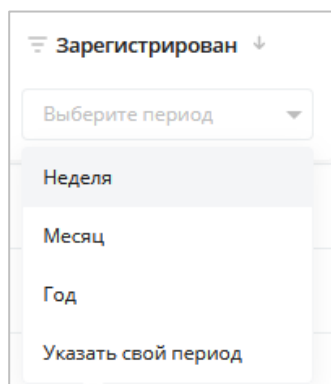 Зарегистрирован
Выберите период
Неделя
Месяц
Год
Указать свой период